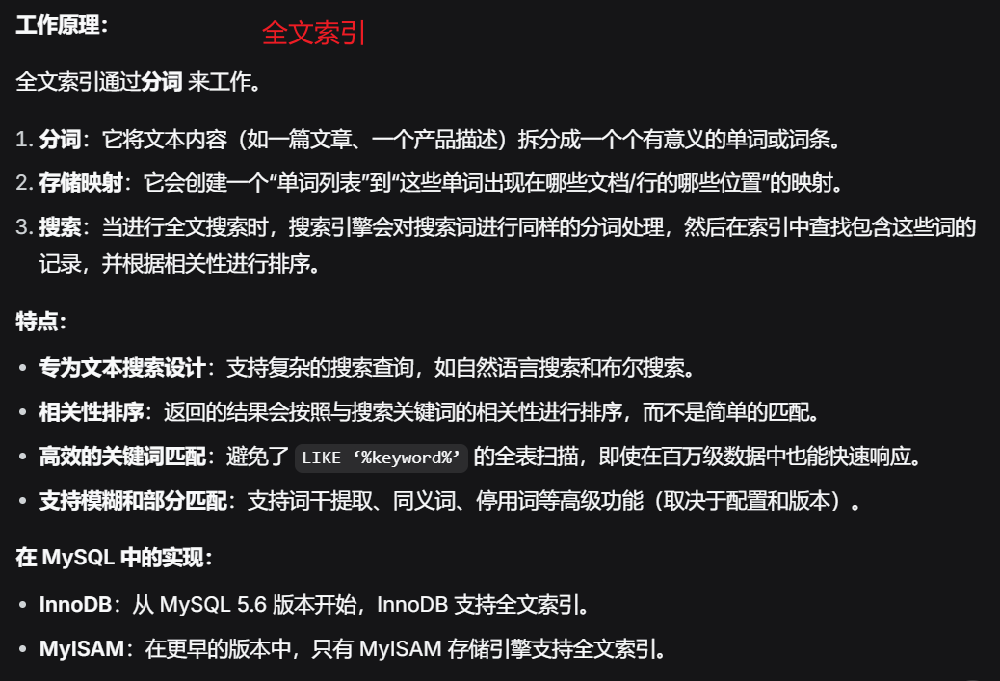 工作原理：
全文索引
全文索引通过分词 来工作。
1. 分词：它将文本内容（如一篇文章、一个产品描述）拆分成一个个有意义的单词或词条。
2. 存储映射：它会创建一个“单词列表”到“这些单词出现在哪些文档/行的哪些位置”的映射。
3. 搜索：当进行全文搜索时，搜索引擎会对搜索词进行同样的分词处理，然后在索引中查找包含这些词的
记录，并根据相关性进行排序。
特点：
• 专为文本搜索设计：支持复杂的搜索查询，如自然语言搜索和布尔搜索。
• 相关性排序：返回的结果会按照与搜索关键词的相关性进行排序，而不是简单的匹配。
• 高效的关键词匹配：避免了 LIKE ‘%keyword%’ 的全表扫描，即使在百万级数据中也能快速响应。
• 支持模糊和部分匹配：支持词干提取、同义词、停用词等高级功能（取决于配置和版本）。
在 MySQL 中的实现：
• InnoDB：从 MySQL 5.6 版本开始，InnoDB 支持全文索引。
• MyISAM：在更早的版本中，只有 MyISAM 存储引擎支持全文索引。